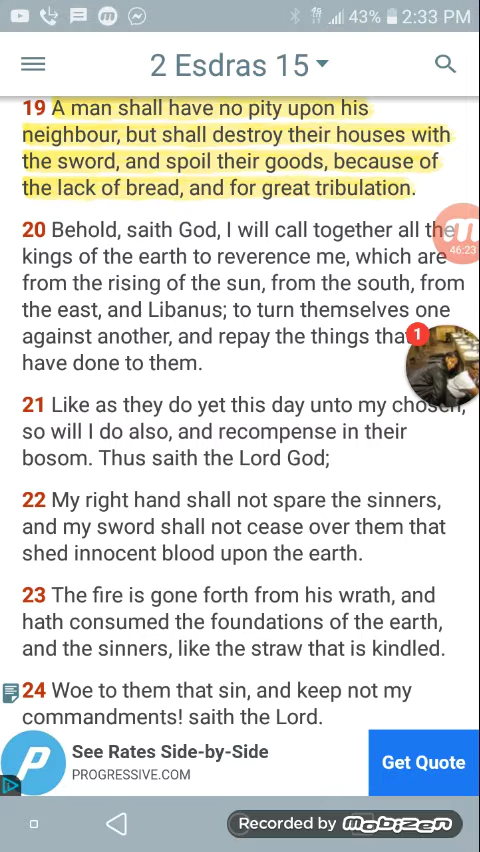 43% 2:33 PM
2 Esdras 15
19 A man shall have no pity upon his
neighbour, but shall destroy their houses with
the sword, and spoil their goods, because of
the lack of bread, and for great tribulation.
20 Behold, saith God, I will call together all the
kings of the earth to reverence me, which are
from the rising of the sun, from the south, from
the east, and Libanus; to turn themselves one
against another, and repay the things that
have done to them.
21 Like as they do yet this day unto my chosen,
so will I do also, and recompense in their
bosom. Thus saith the Lord God;
22 My right hand shall not spare the sinners,
and my sword shall not cease over them that
shed innocent blood upon the earth.
23 The fire is gone forth from his wrath, and
hath consumed the foundations of the earth,
and the sinners, like the straw that is kindled.
24 Woe to them that sin, and keep not my
commandments! saith the Lord.
46:23
1
See Rates Side-by-Side
PROGRESSIVE.COM
Get Quote
Recorded by mobizen